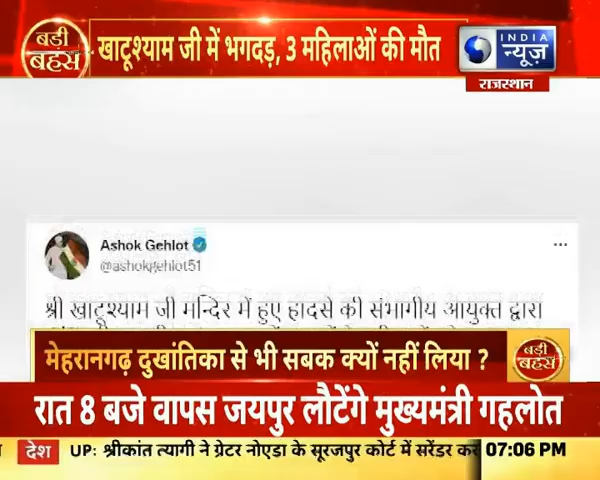 बड़ी
बहस
खाटूश्याम जी में भगदड़, 3 महिलाओं की मौत
INDIA
न्यूज़
राजस्थान
Ashok Gehlot
@ashokgehlot51
श्री खाटूश्याम जी मन्दिर में हुए हादसे की संभागीय आयुक्त द्वारा
मेहरानगढ़ दुखांतिका से भी सबक क्यों नहीं लिया ?
बड़ी
बहस
रात 8 बजे वापस जयपुर लौटेंगे मुख्यमंत्री गहलोत
देश UP: श्रीकांत त्यागी ने ग्रेटर नोएडा के सूरजपुर कोर्ट में सरेंडर कर 07:06 PM